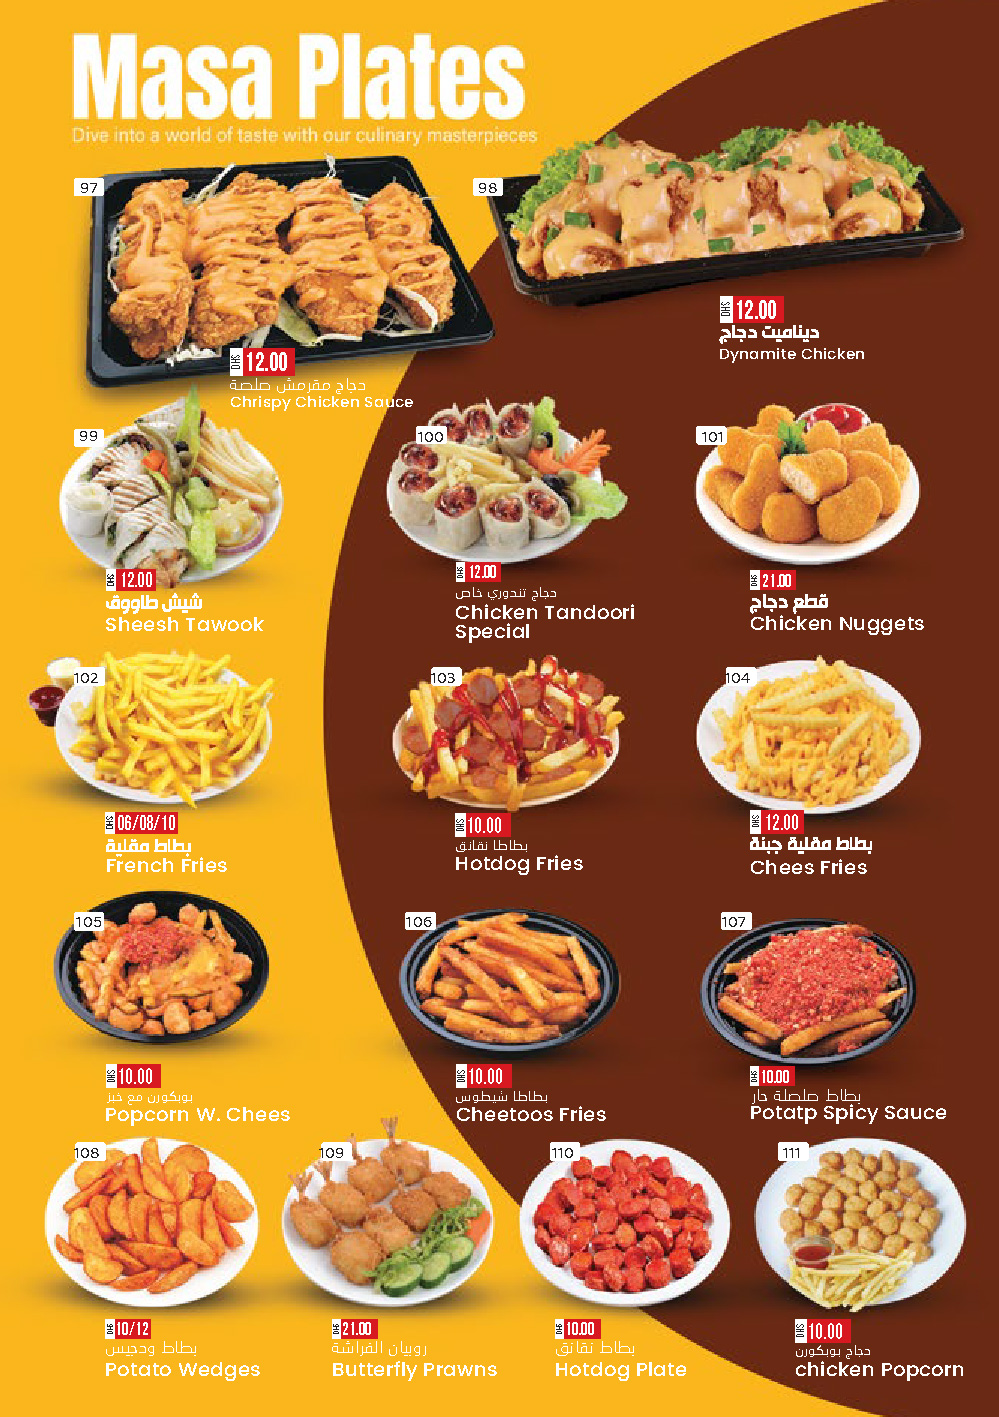 Masa Plates
Dive into a world of taste with our culinary masterpieces
97
DHS 12.00
دجاج مقرمش صلصة
Chrispy Chicken Sauce
98
DHS 12.00
ديناميت دجاج
Dynamite Chicken
99
DHS 12.00
شيش طاووق
Sheesh Tawook
100
DHS 12.00
دجاج تندوري خاص
Chicken Tandoori
Special
101
DHS 21.00
قطع دجاج
Chicken Nuggets
102
DHS 06/08/10
بطاط مقلية
French Fries
103
DHS 10.00
بطاطا نقانق
Hotdog Fries
104
DHS 12.00
بطاط مقلية جبنة
Chees Fries
105
DHS 10.00
بوبكورن مع خبز
Popcorn W. Chees
106
DHS 10.00
بطاطا شيطوس
Cheetoos Fries
107
DHS 10.00
بطاط صلصلة حار
Potatp Spicy Sauce
108
DHS 10/12
بطاط ودجيس
Potato Wedges
109
DHS 21.00
روبيان الفراشة
Butterfly Prawns
110
DHS 10.00
بطاط نقانق
Hotdog Plate
111
DHS 10.00
دجاج بوبكورن
chicken Popcorn